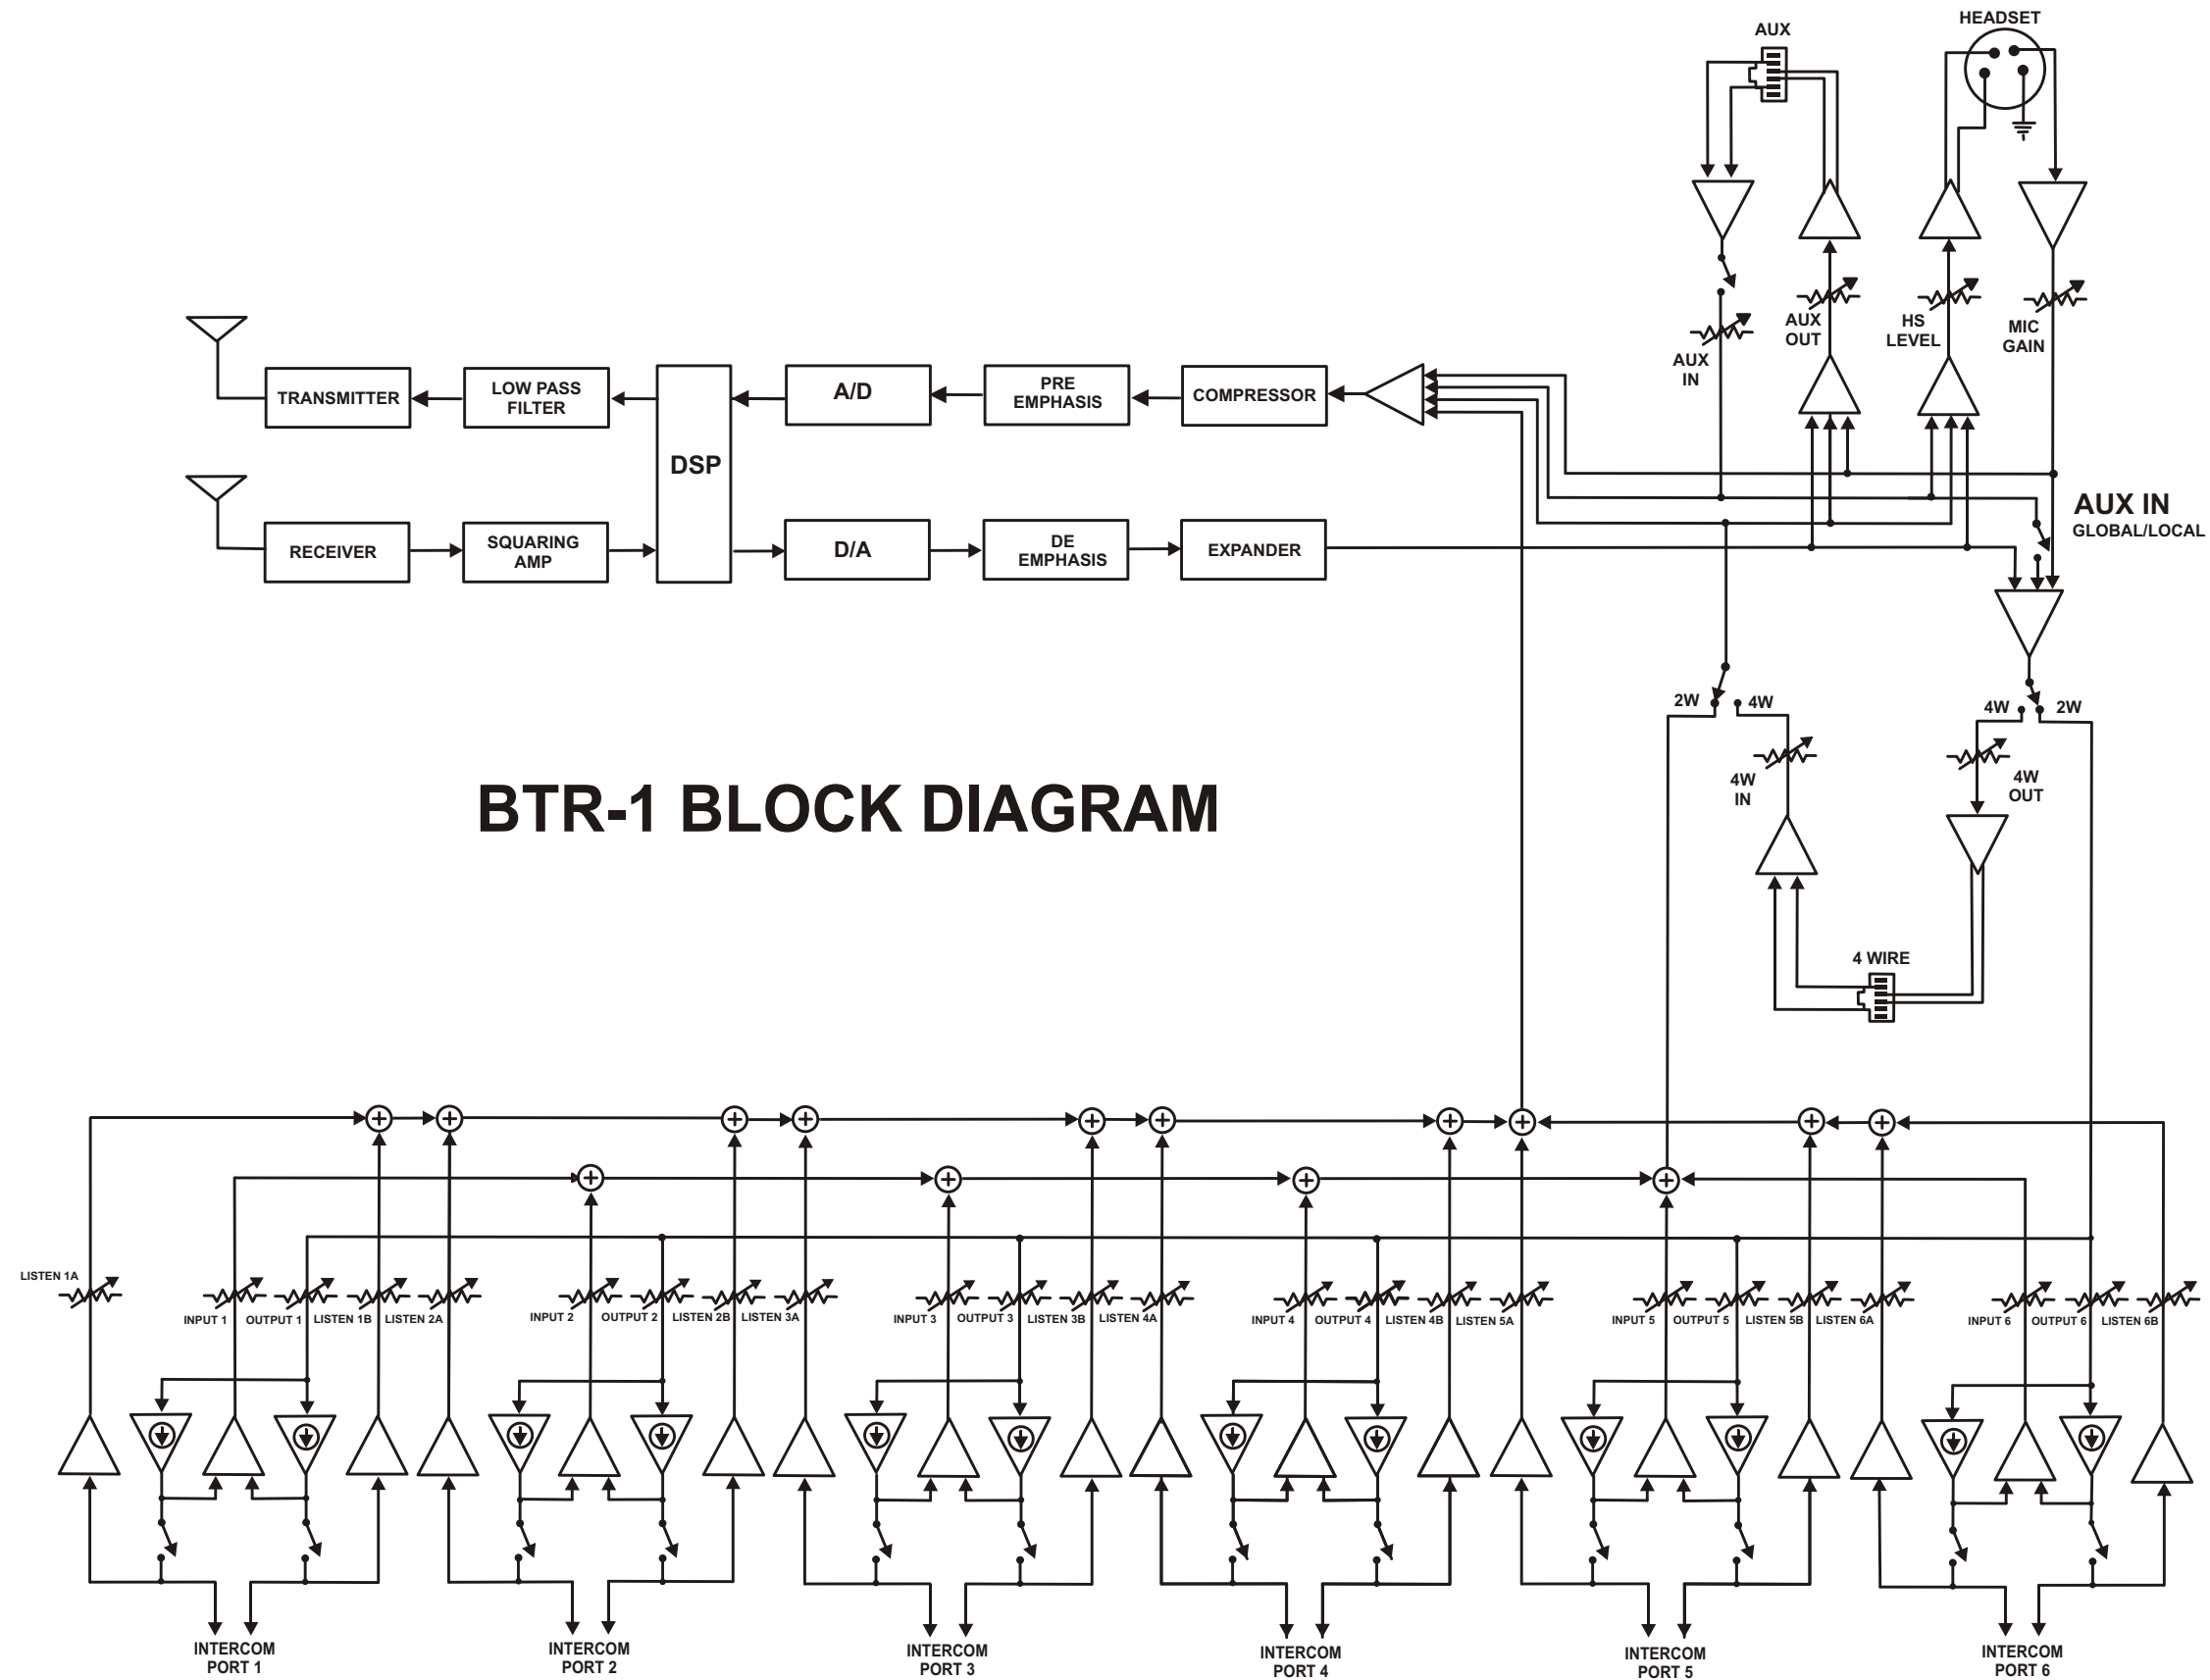 HEADSET
AUX
AUX
OUT
HS
LEVEL
MIC
GAIN
AUX
IN
TRANSMITTER
LOW PASS
FILTER
DSP
A/D
PRE
EMPHASIS
COMPRESSOR
RECEIVER
SQUARING
AMP
D/A
DE
EMPHASIS
EXPANDER
AUX IN
GLOBAL/LOCAL
2W
4W
4W
2W
4W
IN
4W
OUT
BTR-1 BLOCK DIAGRAM
4 WIRE
LISTEN 1A
INPUT 1
OUTPUT 1
LISTEN 1B
LISTEN 2A
INPUT 2
OUTPUT 2
LISTEN 2B
LISTEN 3A
INPUT 3
OUTPUT 3
LISTEN 3B
LISTEN 4A
INPUT 4
OUTPUT 4
LISTEN 4B
LISTEN 5A
INPUT 5
OUTPUT 5
LISTEN 5B
LISTEN 6A
INPUT 6
OUTPUT 6
LISTEN 6B
INTERCOM
PORT 1
INTERCOM
PORT 2
INTERCOM
PORT 3
INTERCOM
PORT 4
INTERCOM
PORT 5
INTERCOM
PORT 6